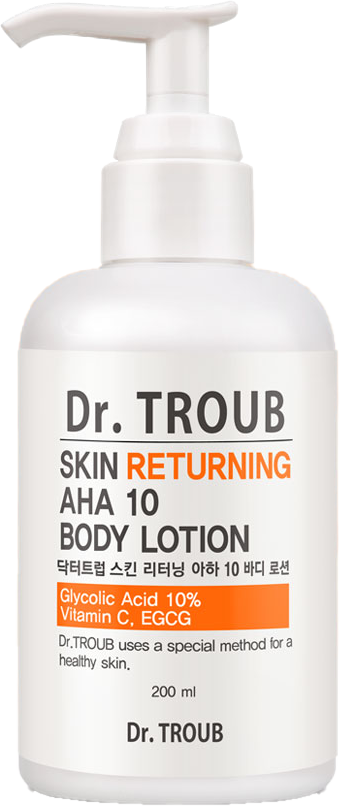 Dr. TROUB
SKIN RETURNING
AHA 10
BODY LOTION
닥터트럽 스킨 리터닝 아하 10 바디 로션
Glycolic Acid 10%
Vitamin C, EGCG
Dr.TROUB uses a special method for a
healthy skin.
200 ml
Dr. TROUB